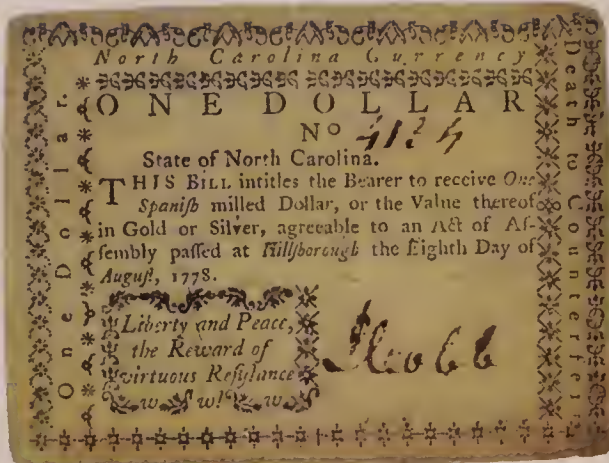 North Carolina Currency
ONE DOLLAR
No 4134
State of North Carolina.
THIS BILL intitles the Bearer to receive One
Spaniſh milled Dollar, or the Value thereof
in Gold or Silver, agreeable to an Act of Aſ-
ſembly paſſed at Hillſborough the Eighth Day of
Auguſt, 1778.
Liberty and Peace,
the Reward of
virtuous Reſiſtance
One Dollar.
Death to Counterfeit